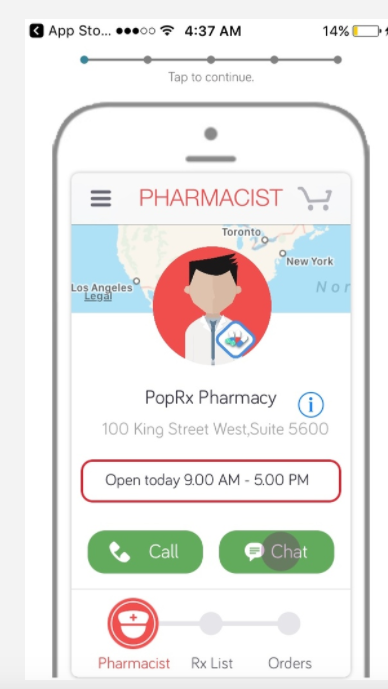 App Sto... 4:37 AM 14%
Tap to continue.
PHARMACIST
Toronto
New York
Los Angeles
Legal
Nor
PopRx Pharmacy
100 King Street West,Suite 5600
Open today 9.00 AM - 5.00 PM
Call Chat
Pharmacist Rx List Orders